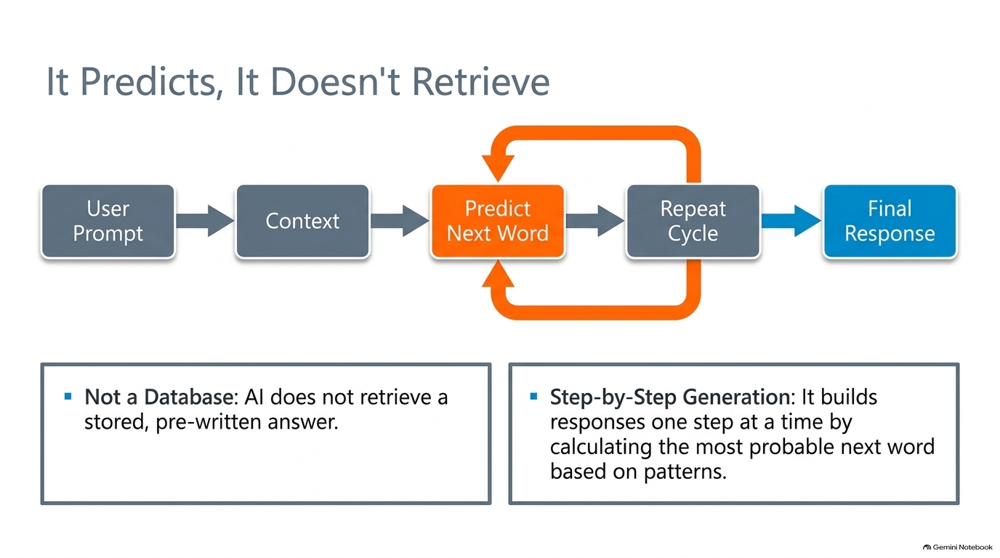 It Predicts, It Doesn't Retrieve
User
Prompt
Context
Predict
Next Word
Repeat
Cycle
Final
Response
▪ Not a Database: AI does not retrieve a
stored, pre-written answer.
▪ Step-by-Step Generation: It builds
responses one step at a time by
calculating the most probable next word
based on patterns.
Gemini Notebook